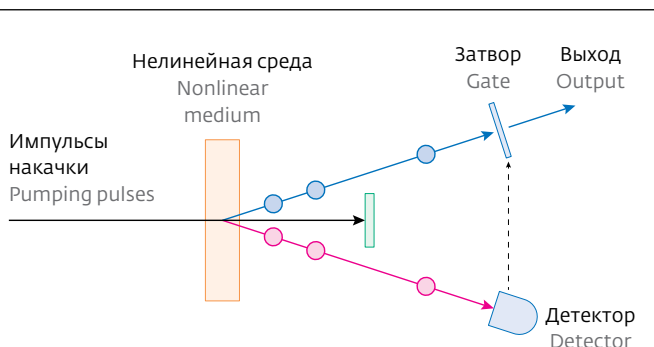 Нелинейная среда
Nonlinear
medium
Затвор
Gate
Выход
Output
Импульсы
накачки
Pumping pulses
Детектор
Detector